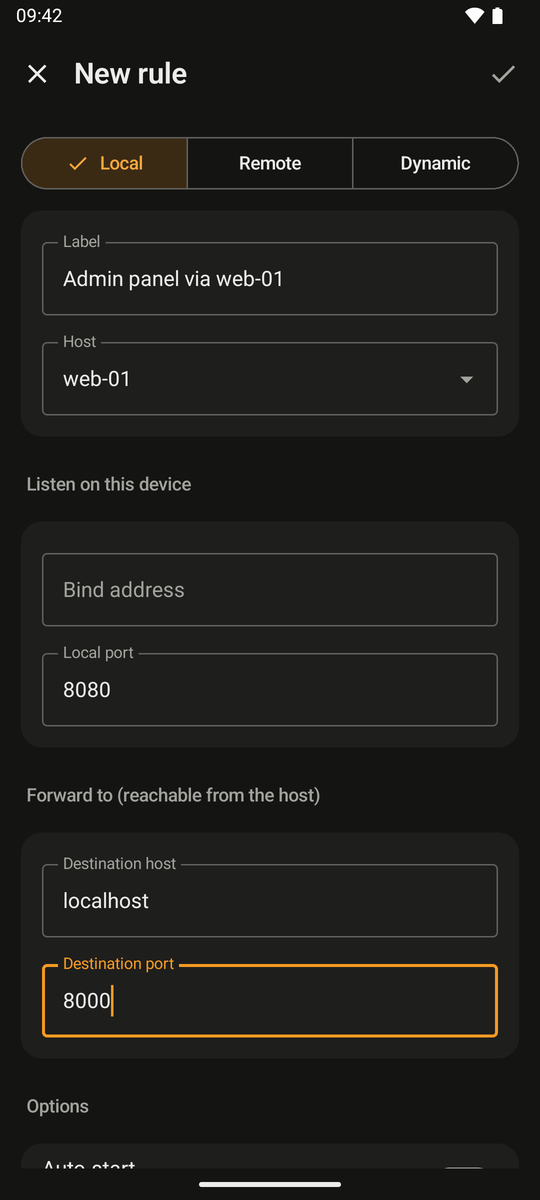 09:42
New rule
Local
Remote
Dynamic
Label
Admin panel via web-01
Host
web-01
Listen on this device
Bind address
Local port
8080
Forward to (reachable from the host)
Destination host
localhost
Destination port
8000
Options
Auto-start